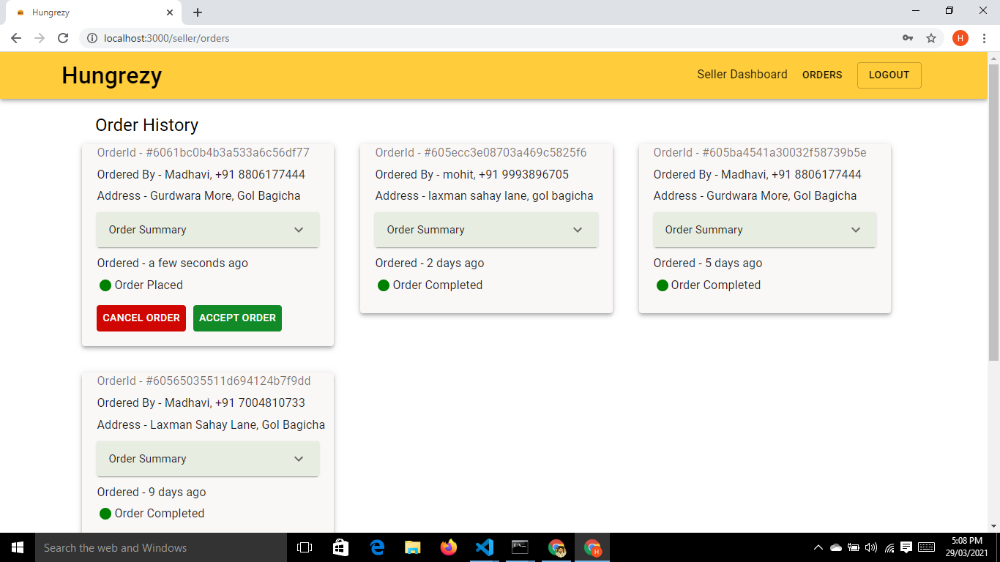 Hungrezy
localhost:3000/seller/orders
H
Hungrezy
Seller Dashboard ORDERS LOGOUT
Order History
OrderId - #6061bc0b4b3a533a6c56df77
Ordered By - Madhavi, +91 8806177444
Address - Gurdwara More, Gol Bagicha
Order Summary
Ordered - a few seconds ago
Order Placed
CANCEL ORDER ACCEPT ORDER
OrderId - #605ecc3e08703a469c5825f6
Ordered By - mohit, +91 9993896705
Address - laxman sahay lane, gol bagicha
Order Summary
Ordered - 2 days ago
Order Completed
OrderId - #605ba4541a30032f58739b5e
Ordered By - Madhavi, +91 8806177444
Address - Gurdwara More, Gol Bagicha
Order Summary
Ordered - 5 days ago
Order Completed
OrderId - #60565035511d694124b7f9dd
Ordered By - Madhavi, +91 7004810733
Address - Laxman Sahay Lane, Gol Bagicha
Order Summary
Ordered - 9 days ago
Order Completed
Search the web and Windows
H
5:08 PM
29/03/2021